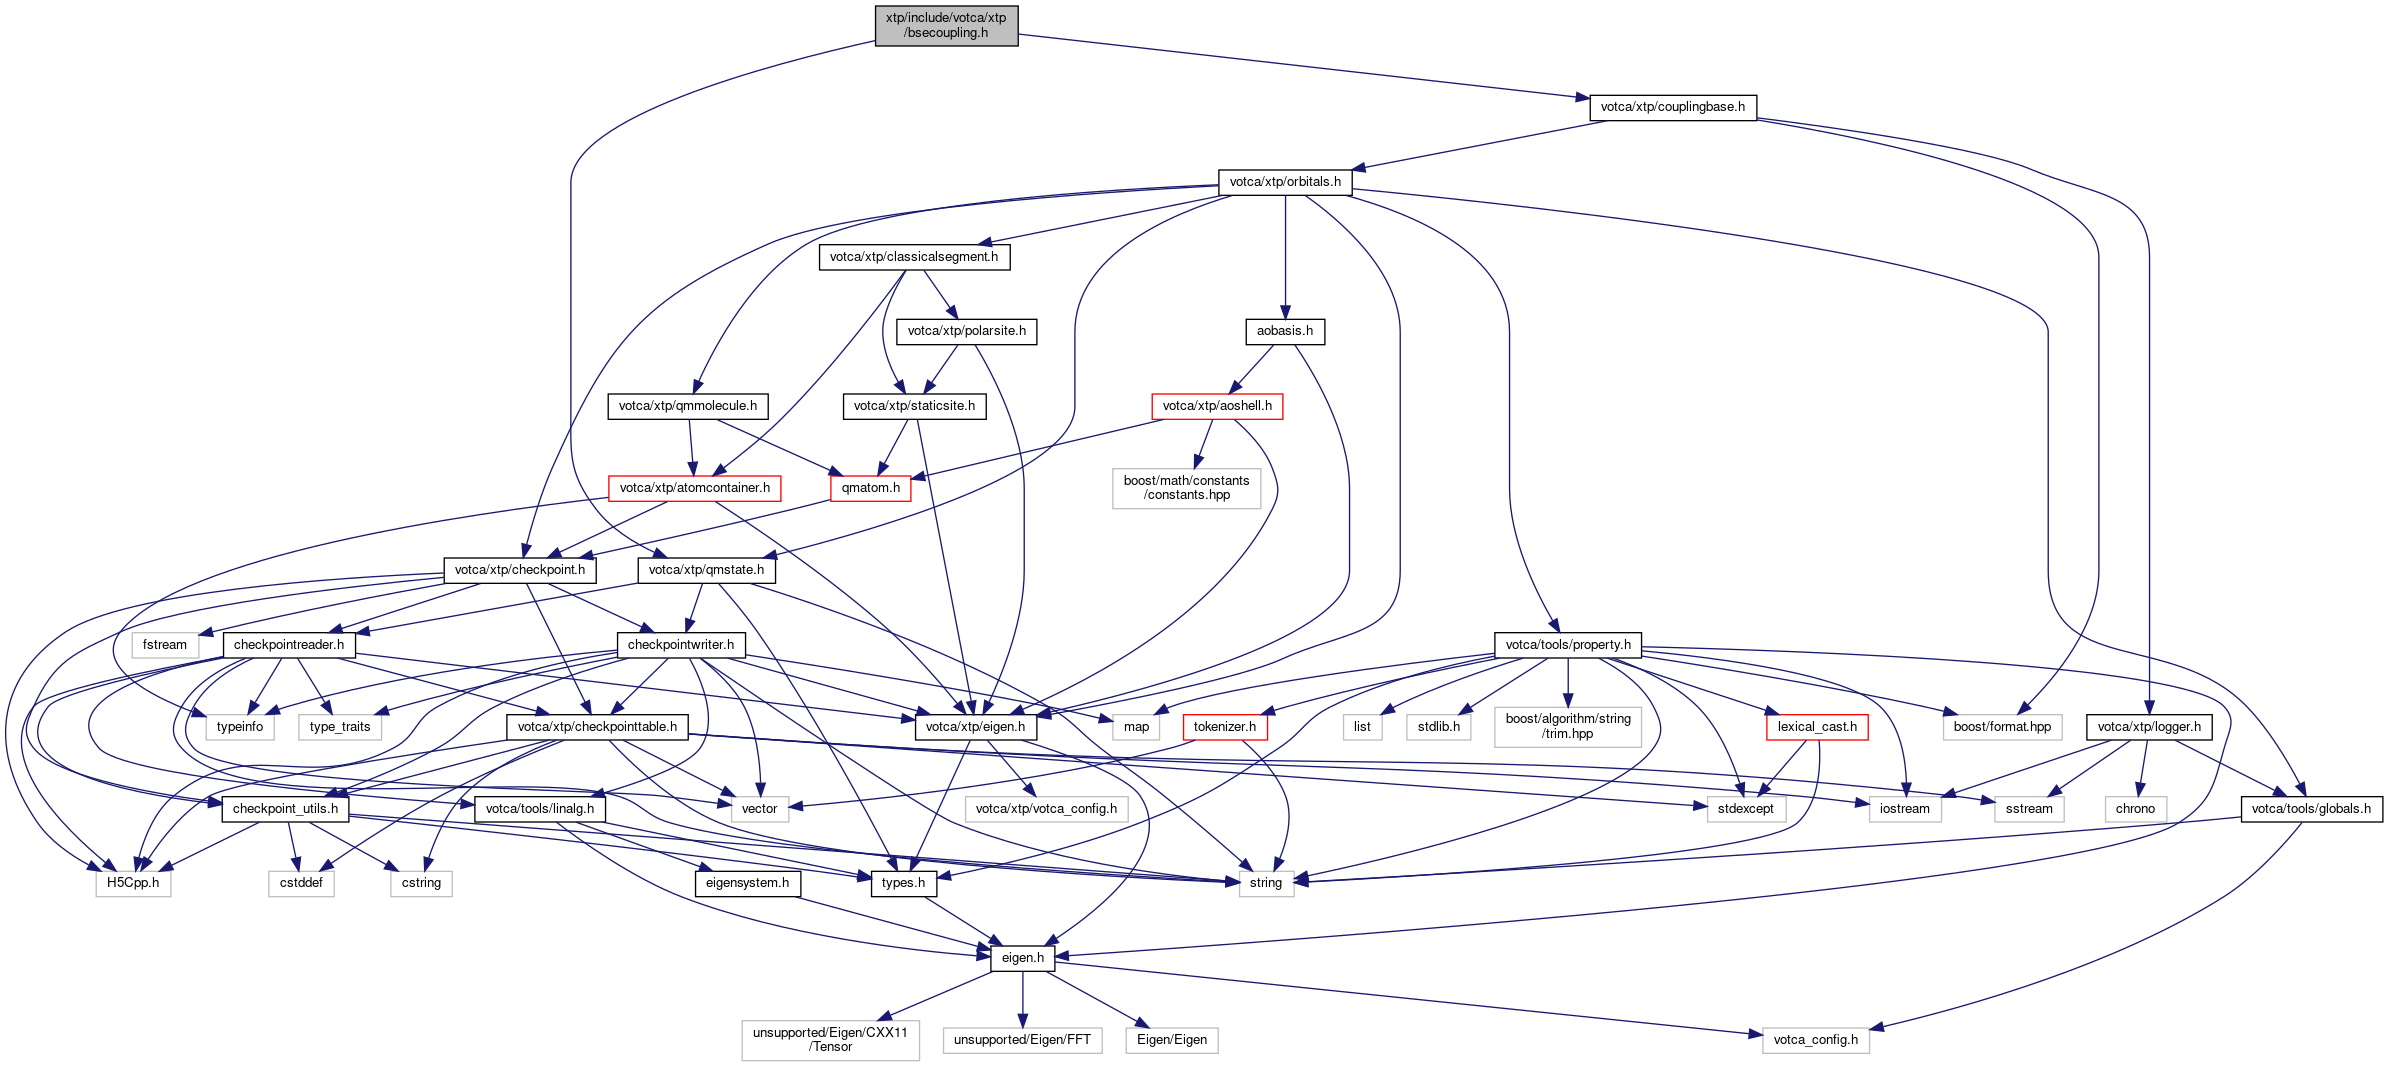 xtp/include/votca/xtp
/bsecoupling.h
votca/xtp/couplingbase.h
votca/xtp/orbitals.h
votca/xtp/classicalsegment.h
votca/xtp/polarsite.h
aobasis.h
votca/xtp/qmmolecule.h
votca/xtp/staticsite.h
votca/xtp/aoshell.h
votca/xtp/atomcontainer.h
qmatom.h
boost/math/constants
/constants.hpp
votca/xtp/checkpoint.h
votca/xtp/qmstate.h
fstream
checkpointreader.h
checkpointwriter.h
votca/tools/property.h
typeinfo
type_traits
votca/xtp/checkpointtable.h
votca/xtp/eigen.h
map
tokenizer.h
list
stdlib.h
boost/algorithm/string
/trim.hpp
lexical_cast.h
boost/format.hpp
votca/xtp/logger.h
checkpoint_utils.h
votca/tools/linalg.h
vector
votca/xtp/votca_config.h
stdexcept
iostream
sstream
chrono
votca/tools/globals.h
H5Cpp.h
cstddef
cstring
eigensystem.h
types.h
string
eigen.h
unsupported/Eigen/CXX11
/Tensor
unsupported/Eigen/FFT
Eigen/Eigen
votca_config.h